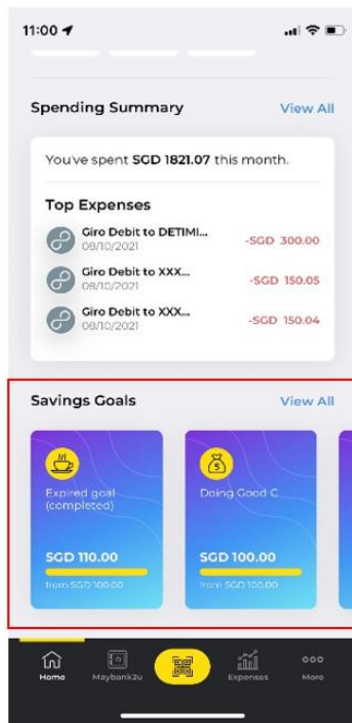 11:00
Spending Summary
View All
You've spent SGD 1821.07 this month.
Top Expenses
Giro Debit to DETIMI...
-SGD 300.00
08/10/2021
Giro Debit to XXX...
-SGD 150.05
08/10/2021
Giro Debit to XXX...
-SGD 150.04
08/10/2021
Savings Goals
View All
Expired goal
(completed)
SGD 110.00
from SGD 100.00
Doing Good C
SGD 100.00
from SGD 100.00
Home
Maybank2u
Expenses
More